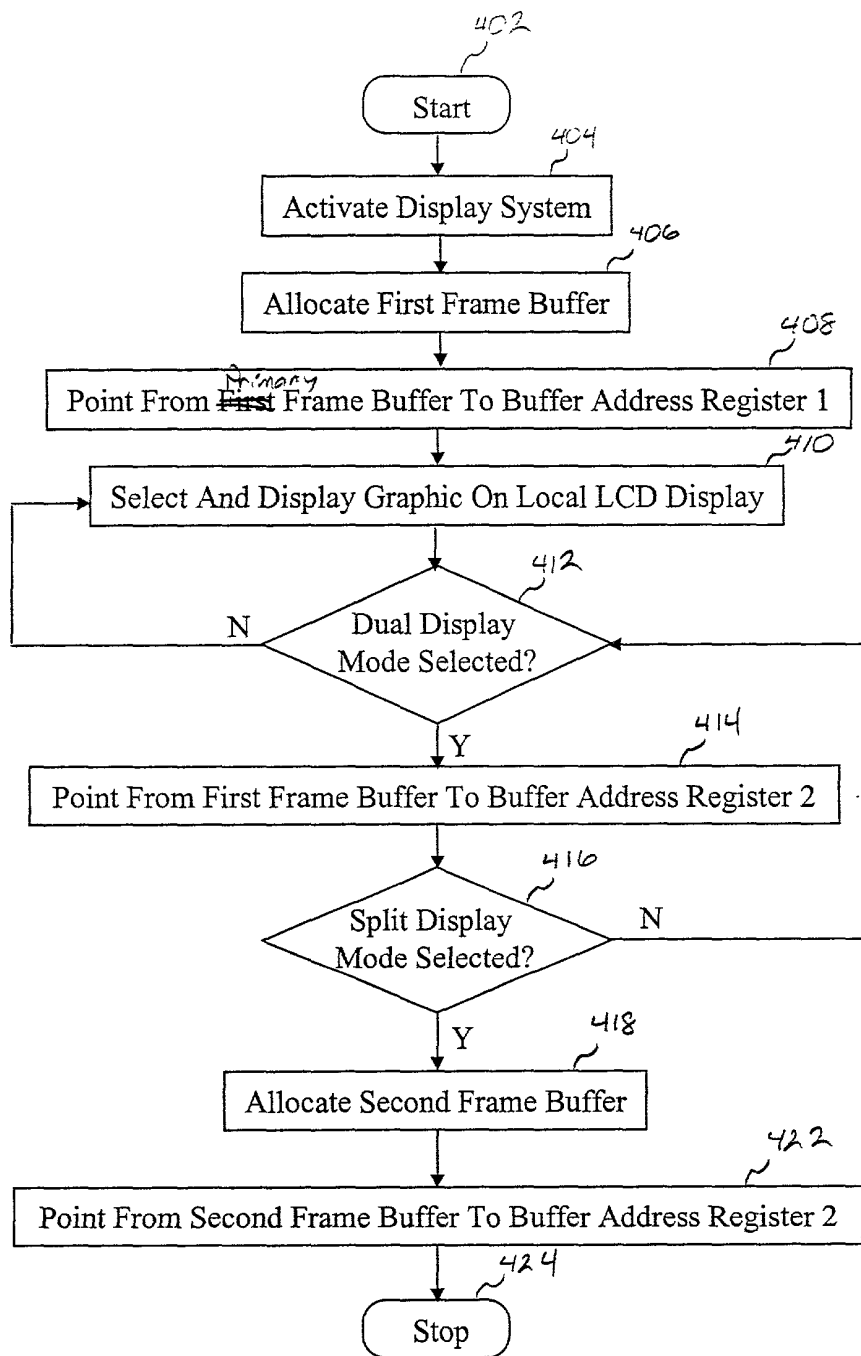 402
Start
404
Activate Display System
406
Allocate First Frame Buffer
408
Primary
Point From First Frame Buffer To Buffer Address Register 1
410
Select And Display Graphic On Local LCD Display
412
Dual Display
Mode Selected?
N
Y
414
Point From First Frame Buffer To Buffer Address Register 2
416
Split Display
Mode Selected?
N
Y
418
Allocate Second Frame Buffer
422
Point From Second Frame Buffer To Buffer Address Register 2
424
Stop